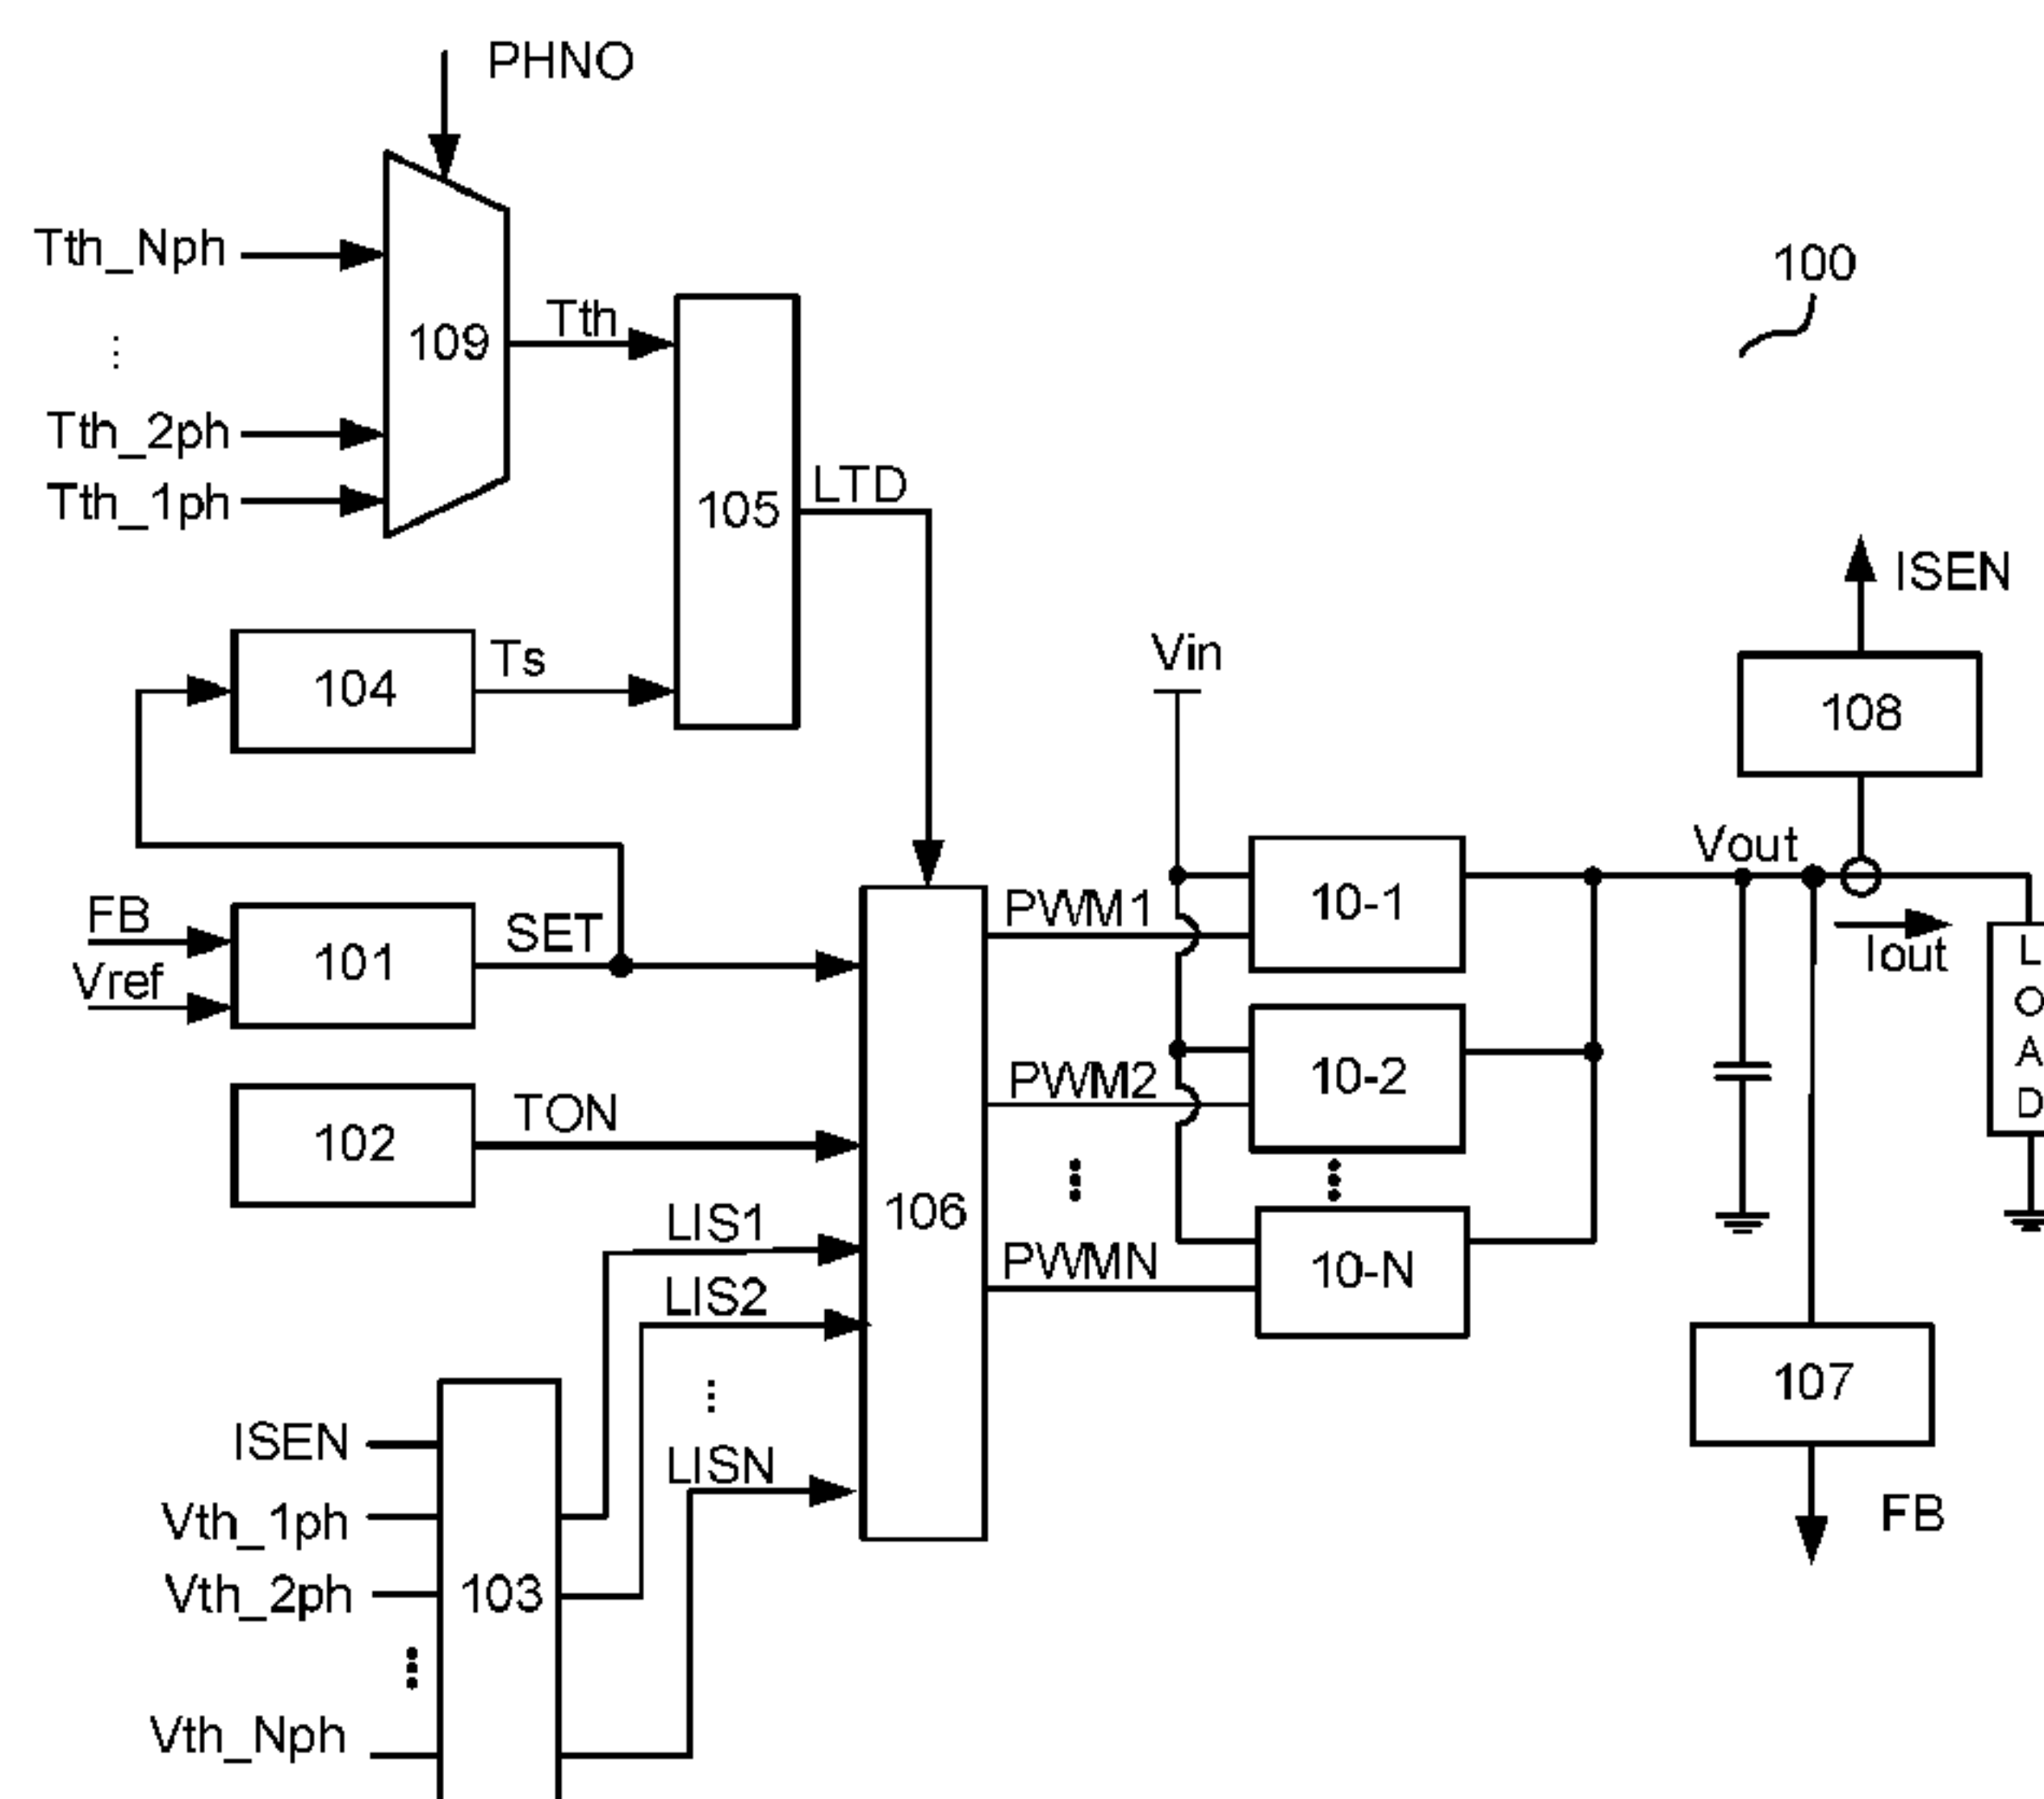 PHNO
Tth_Nph
100
109
Tth
⋮
Tth_2ph
Tth_1ph
105
LTD
ISEN
104
Ts
Vin
108
FB
Vref
101
SET
PWM1
10-1
Vout
Iout
LOAD
102
TON
PWM2
10-2
⋮
⋮
106
LIS1
PWMN
10-N
LIS2
⋮
107
ISEN
LISN
FB
Vth_1ph
Vth_2ph
103
⋮
Vth_Nph